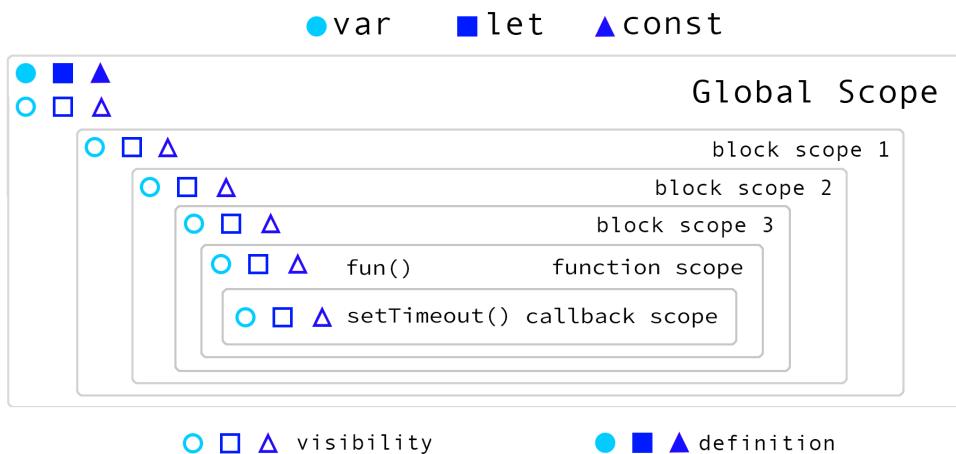 var let const
Global Scope
block scope 1
block scope 2
block scope 3
fun() function scope
setTimeout() callback scope
visibility definition